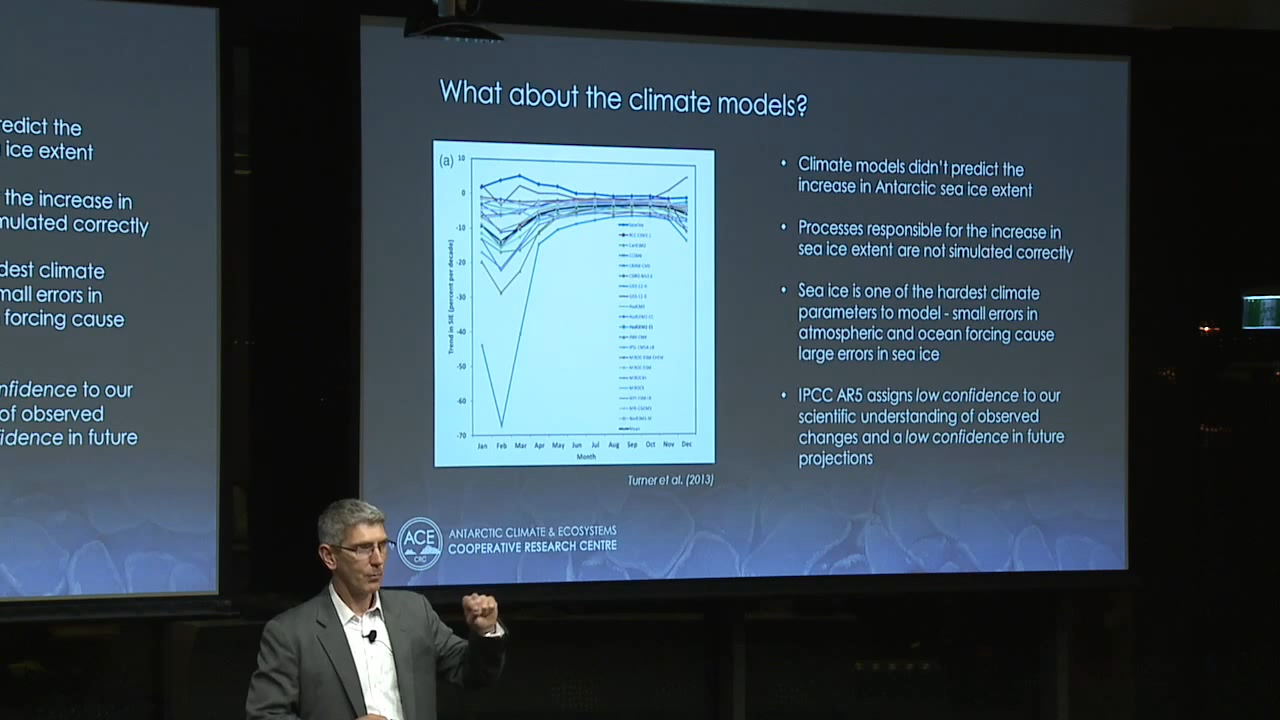 edict the
ice extent
the increase in
mulated correctly
dest climate
mall errors in
forcing cause
nfidence to our
of observed
idence in future
What about the climate models?
(a)
10
0
-10
-20
-30
-40
-50
-60
-70
Trend in SIE (percent per decade)
Jan Feb Mar Apr May Jun Jul Aug Sep Oct Nov Dec
Month
Turner et al. (2013)
• Climate models didn't predict the
increase in Antarctic sea ice extent
• Processes responsible for the increase in
sea ice extent are not simulated correctly
• Sea ice is one of the hardest climate
parameters to model - small errors in
atmospheric and ocean forcing cause
large errors in sea ice
• IPCC AR5 assigns low confidence to our
scientific understanding of observed
changes and a low confidence in future
projections
ACE
CRC
ANTARCTIC CLIMATE & ECOSYSTEMS
COOPERATIVE RESEARCH CENTRE